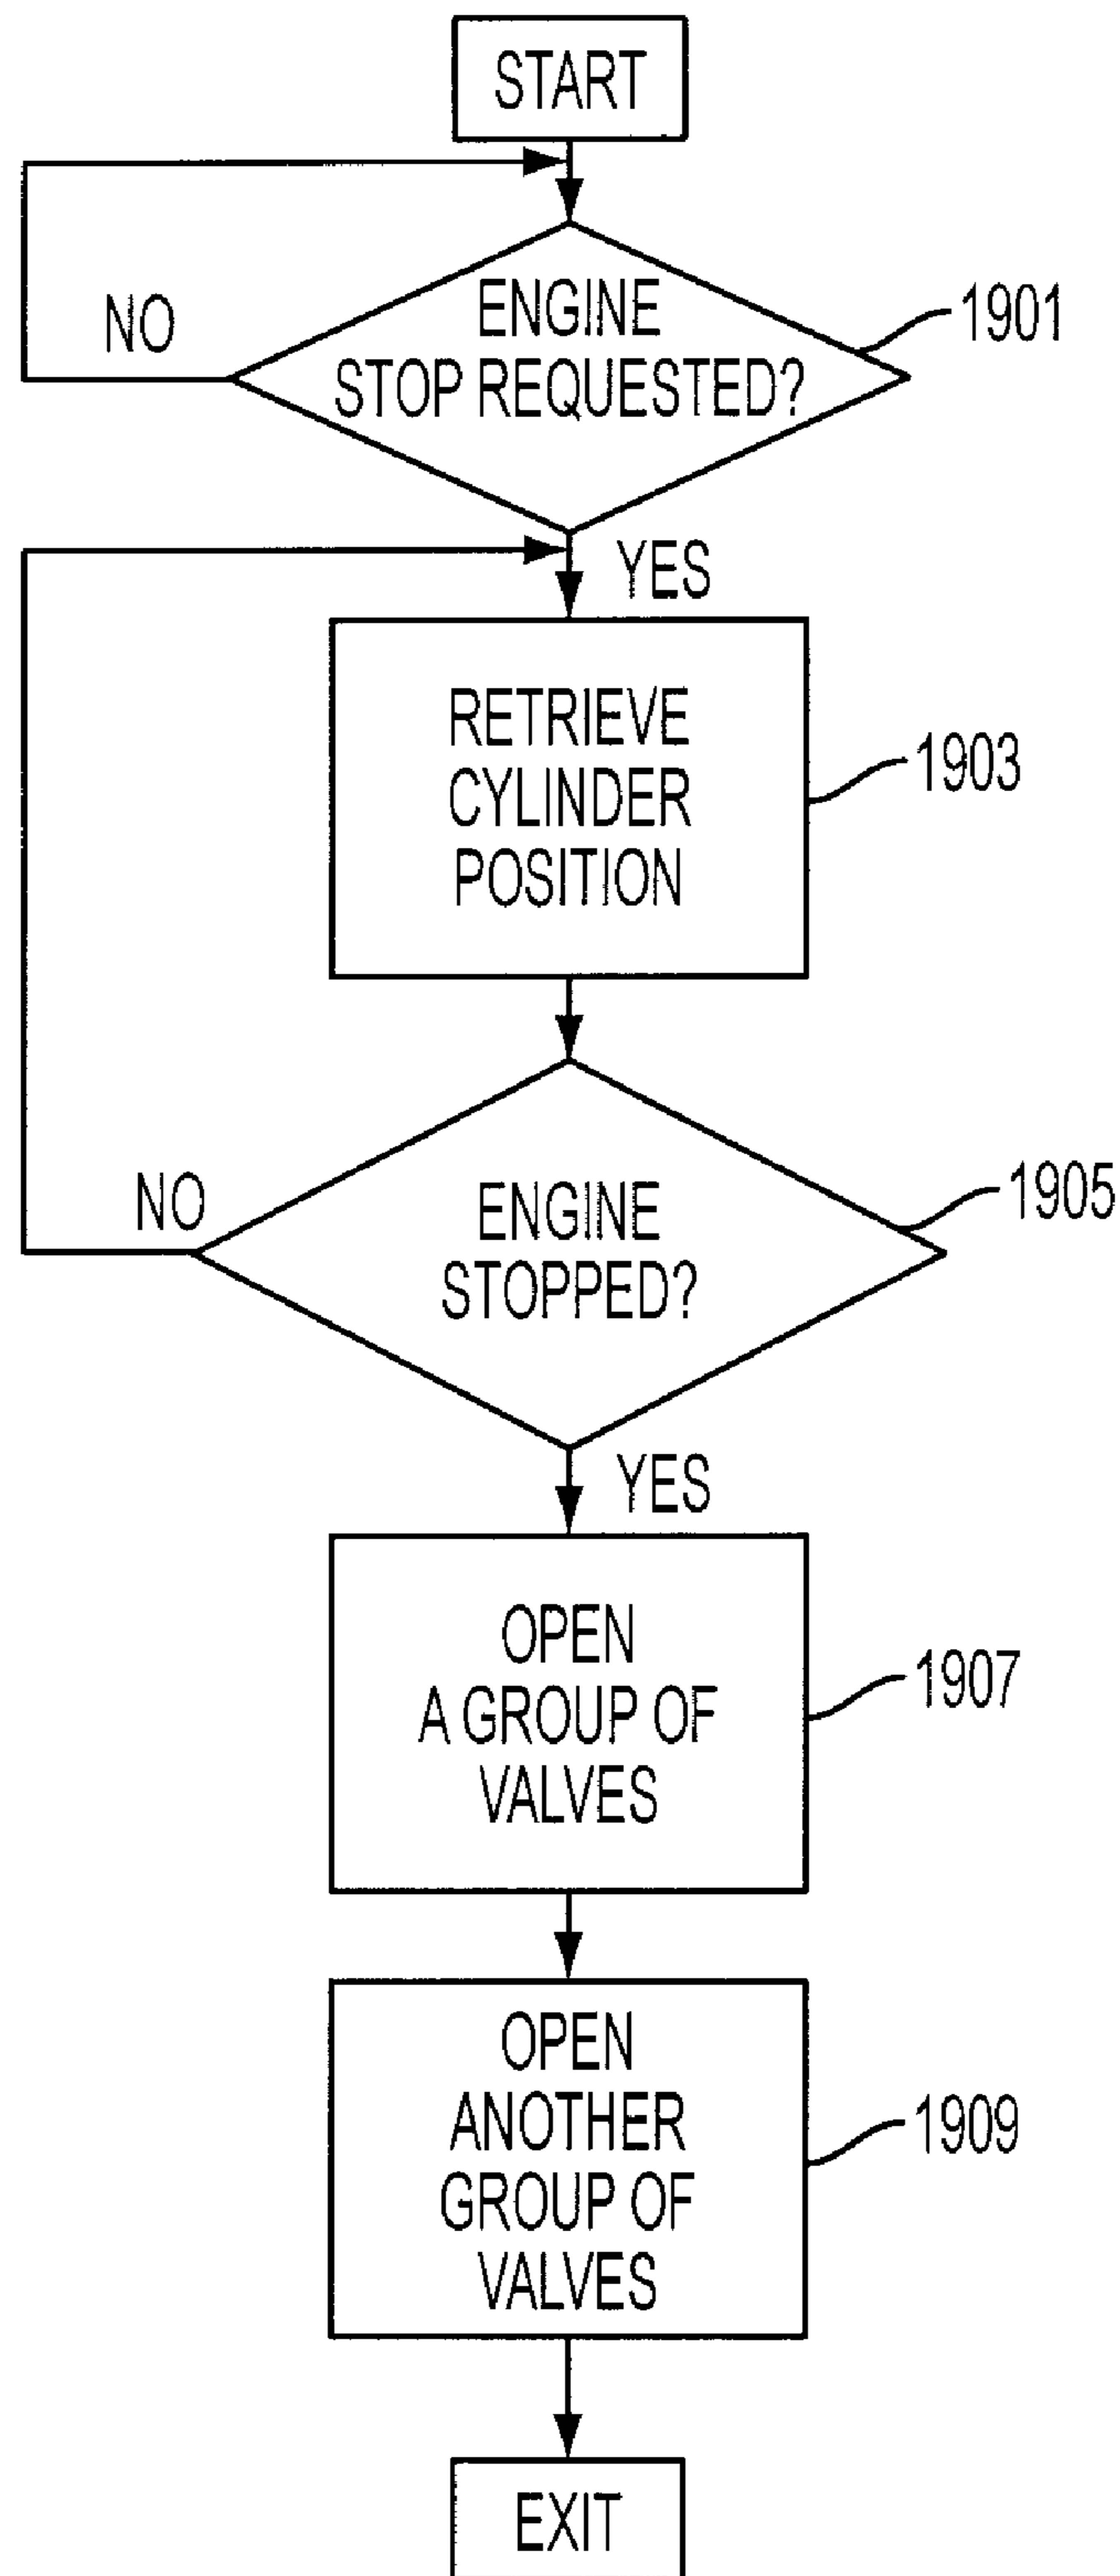 START
ENGINE
STOP REQUESTED?
1901
NO
YES
RETRIEVE
CYLINDER
POSITION
1903
ENGINE
STOPPED?
1905
NO
YES
OPEN
A GROUP OF
VALVES
1907
OPEN
ANOTHER
GROUP OF
VALVES
1909
EXIT